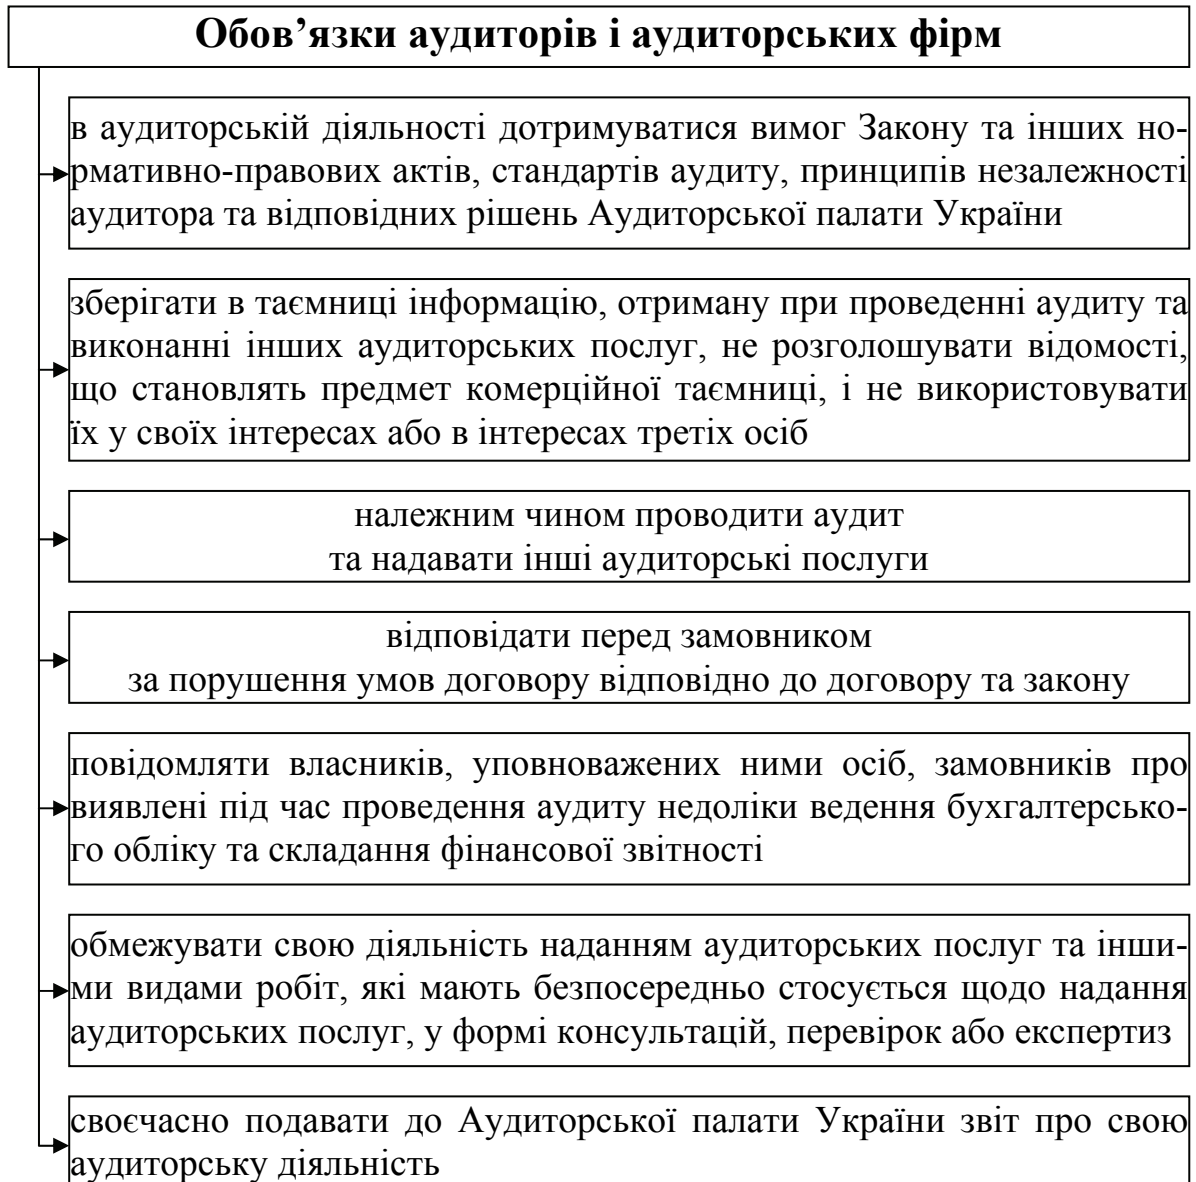 Обов’язки аудиторів і аудиторських фірм
в аудиторській діяльності дотримуватися вимог Закону та інших но-
рмативно-правових актів, стандартів аудиту, принципів незалежності
аудитора та відповідних рішень Аудиторської палати України
зберігати в таємниці інформацію, отриману при проведенні аудиту та
виконанні інших аудиторських послуг, не розголошувати відомості,
що становлять предмет комерційної таємниці, і не використовувати
їх у своїх інтересах або в інтересах третіх осіб
належним чином проводити аудит
та надавати інші аудиторські послуги
відповідати перед замовником
за порушення умов договору відповідно до договору та закону
повідомляти власників, уповноважених ними осіб, замовників про
виявлені під час проведення аудиту недоліки ведення бухгалтерсько-
го обліку та складання фінансової звітності
обмежувати свою діяльність наданням аудиторських послуг та інши-
ми видами робіт, які мають безпосередньо стосується щодо надання
аудиторських послуг, у формі консультацій, перевірок або експертиз
своєчасно подавати до Аудиторської палати України звіт про свою
аудиторську діяльність